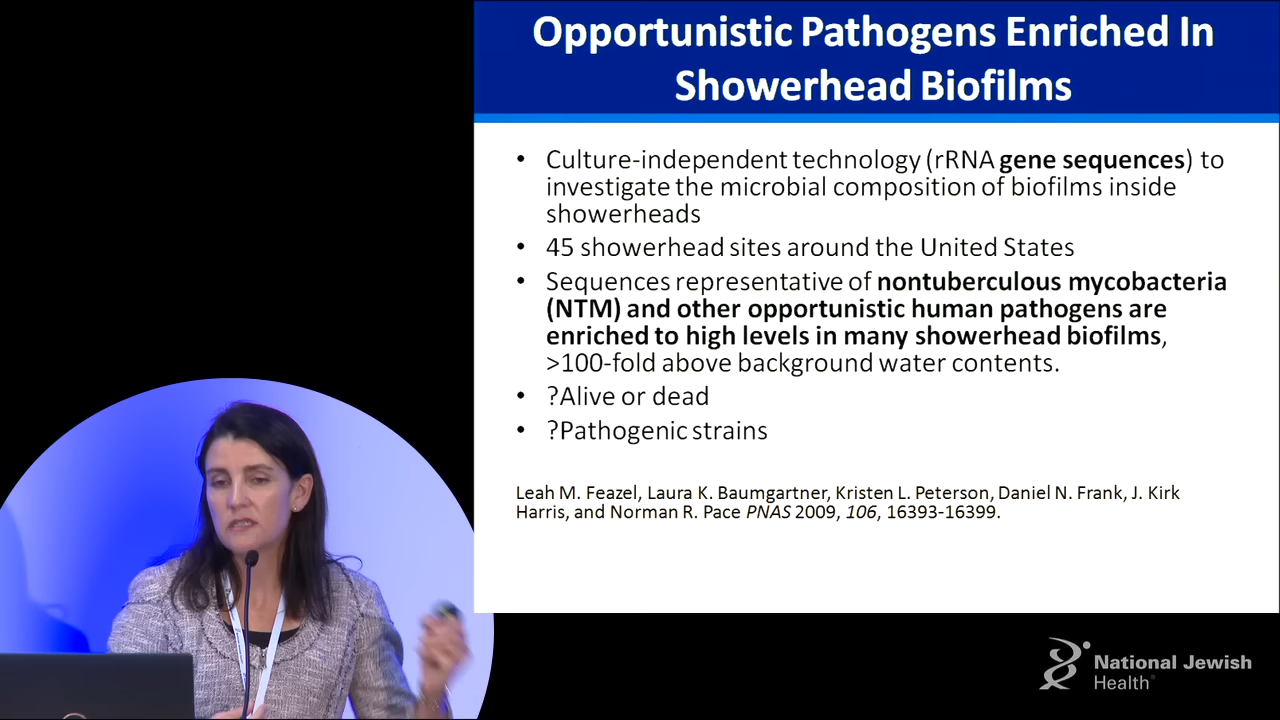 Opportunistic Pathogens Enriched In
Showerhead Biofilms
• Culture-independent technology (rRNA gene sequences) to
investigate the microbial composition of biofilms inside
showerheads
• 45 showerhead sites around the United States
• Sequences representative of nontuberculous mycobacteria
(NTM) and other opportunistic human pathogens are
enriched to high levels in many showerhead biofilms,
>100-fold above background water contents.
• ?Alive or dead
• ?Pathogenic strains
Leah M. Feazel, Laura K. Baumgartner, Kristen L. Peterson, Daniel N. Frank, J. Kirk
Harris, and Norman R. Pace PNAS 2009, 106, 16393-16399.
National Jewish
Health®